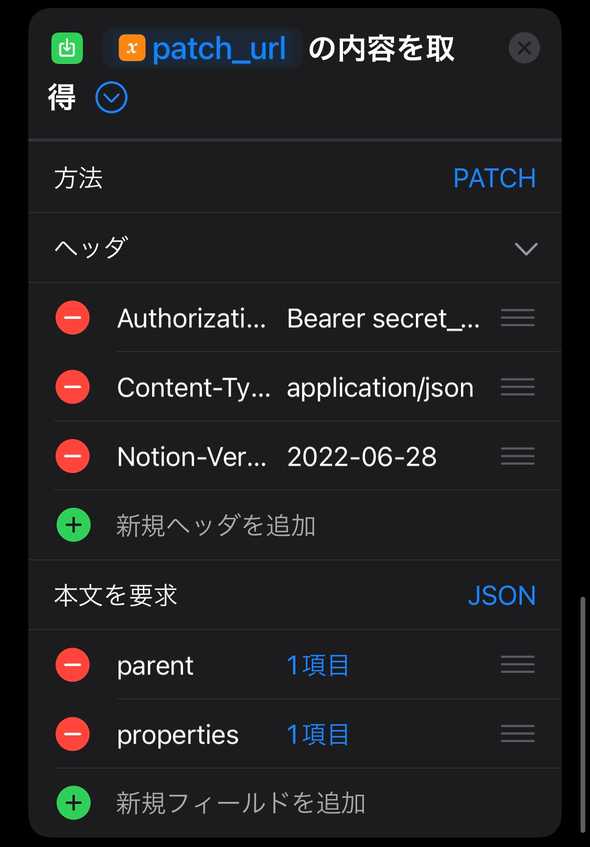 patch_url の内容を取
得
方法 PATCH
ヘッダ
Authorizati... Bearer secret_...
Content-Ty... application/json
Notion-Ver... 2022-06-28
新規ヘッダを追加
本文を要求 JSON
parent 1項目
properties 1項目
新規フィールドを追加